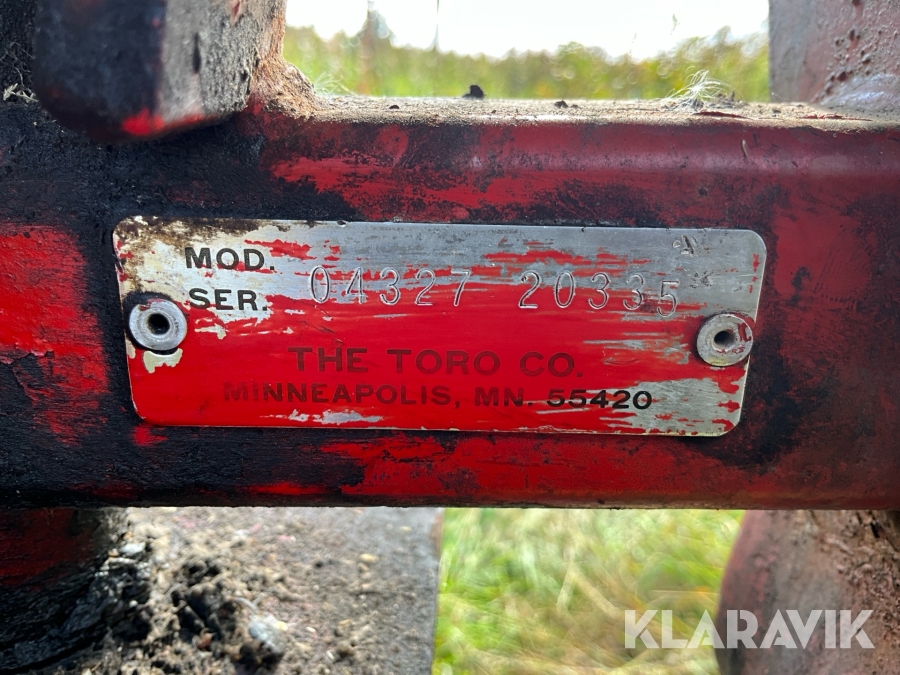 MOD.
SER. 04327 20335
THE TORO CO.
MINNEAPOLIS, MN. 55420
KLARAVIK